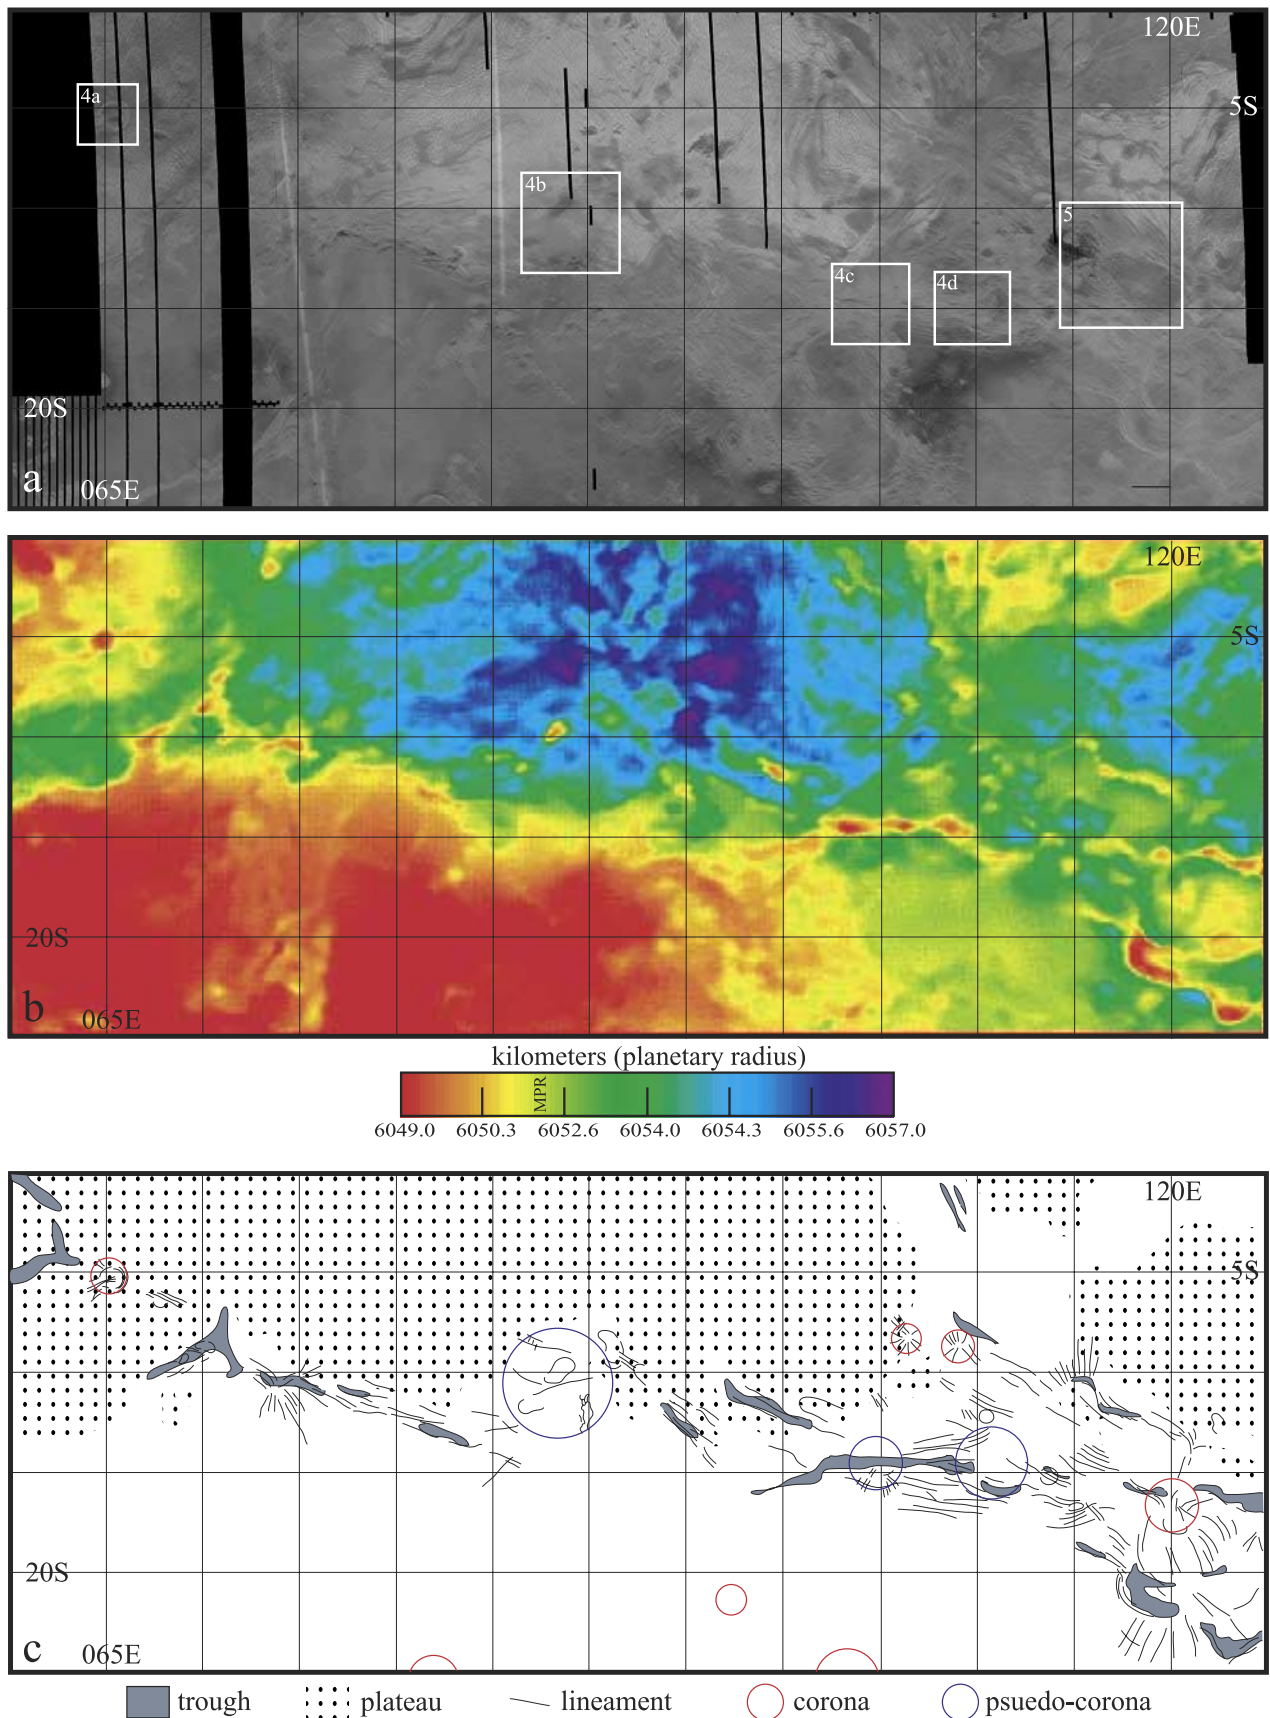 120E
4a
5S
4b
5
4c
4d
20S
a
065E
120E
5S
20S
b
065E
kilometers (planetary radius)
MPR
6049.0 6050.3 6052.6 6054.0 6054.3 6055.6 6057.0
120E
5S
20S
c
065E
trough plateau lineament corona psuedo-corona